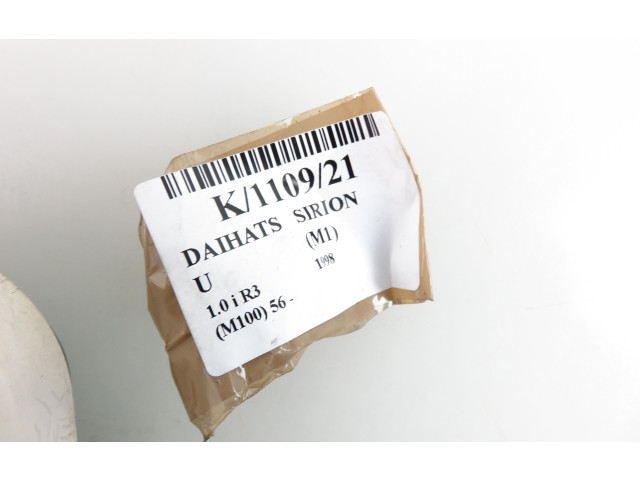 K/1109/21
DAIHATS SIRION
U (M1)
1.0 i R3 1998
(M100) 56 -